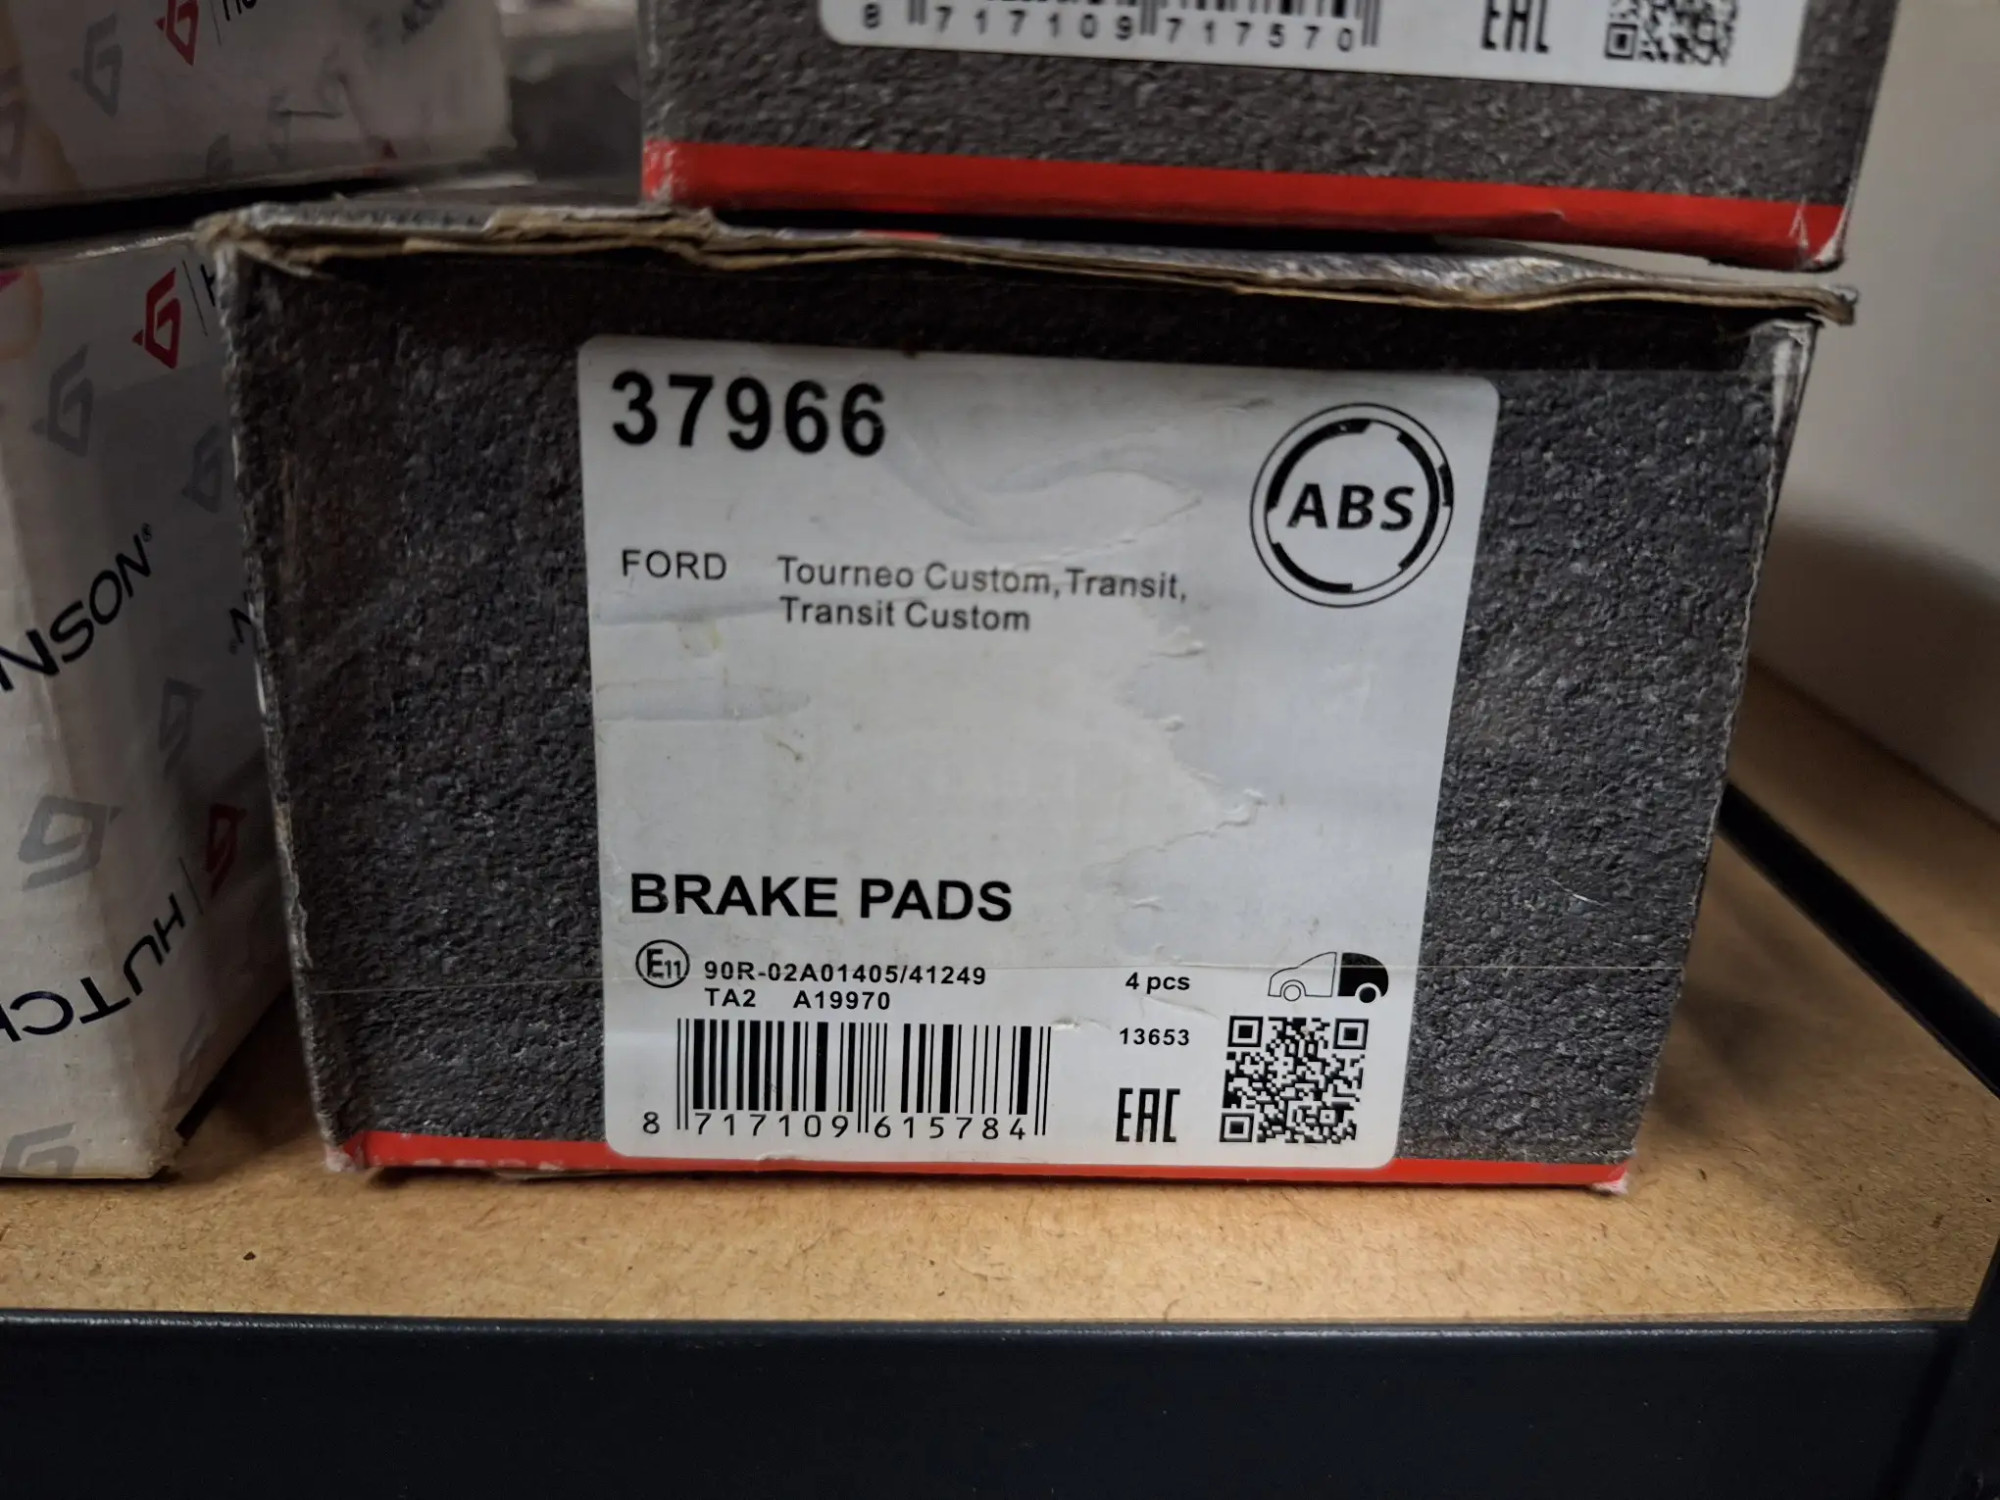 8 717109 717570
EAC
37966
ABS
FORD Tourneo Custom, Transit,
Transit Custom
BRAKE PADS
E11 90R-02A01405/41249
TA2 A19970
4 pcs
13653
8 717109 615784
EAC
NSON®
HUTCH